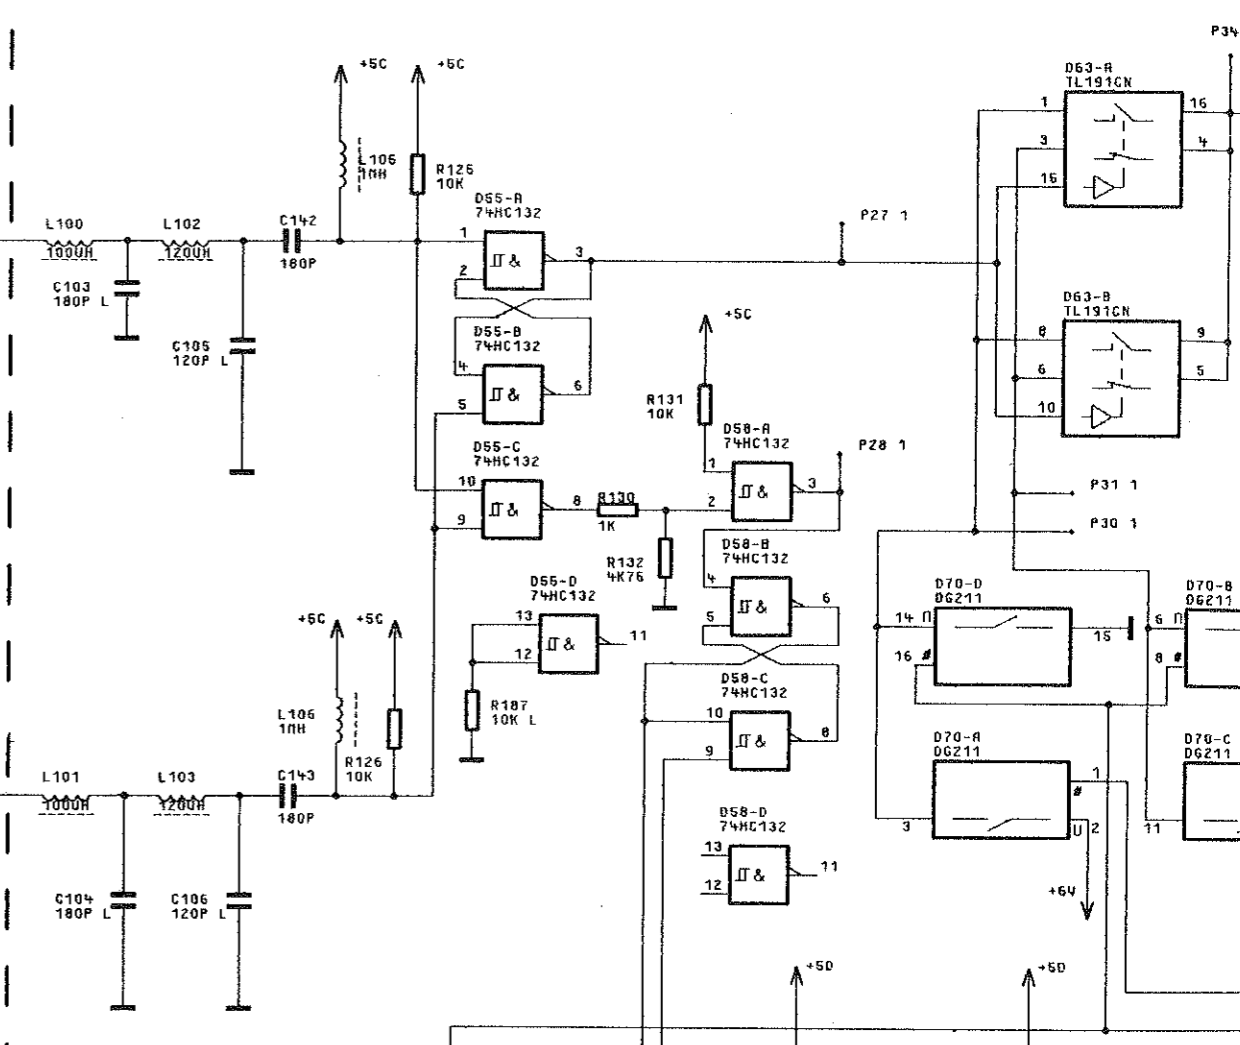 P34
+5C
+5C
D63-A
TL191CN
1
16
3
4
15
L106
1MH
R125
10K
D55-A
74HC132
L100
100UH
L102
120UH
C142
180P
1
&
3
2
P27 1
C103
180P L
C105
120P L
D55-B
74HC132
4
&
6
5
+5C
D63-B
TL191CN
8
9
6
5
10
R131
10K
D55-C
74HC132
10
&
8
9
R130
1K
D58-A
74HC132
1
&
3
2
P28 1
P31 1
P30 1
R132
4K75
D58-B
74HC132
4
&
6
5
D55-D
74HC132
13
&
11
12
D70-D
DG211
14
15
16 #
D70-B
DG211
6
8 #
+5C
+5C
R187
10K L
D58-C
74HC132
10
&
8
9
L106
1MH
R126
10K
D70-A
DG211
1
#
3
2
D70-C
DG211
11
L101
100UH
L103
120UH
C143
180P
D58-D
74HC132
13
&
11
12
C104
180P L
C106
120P L
+6V
+5D
+5D